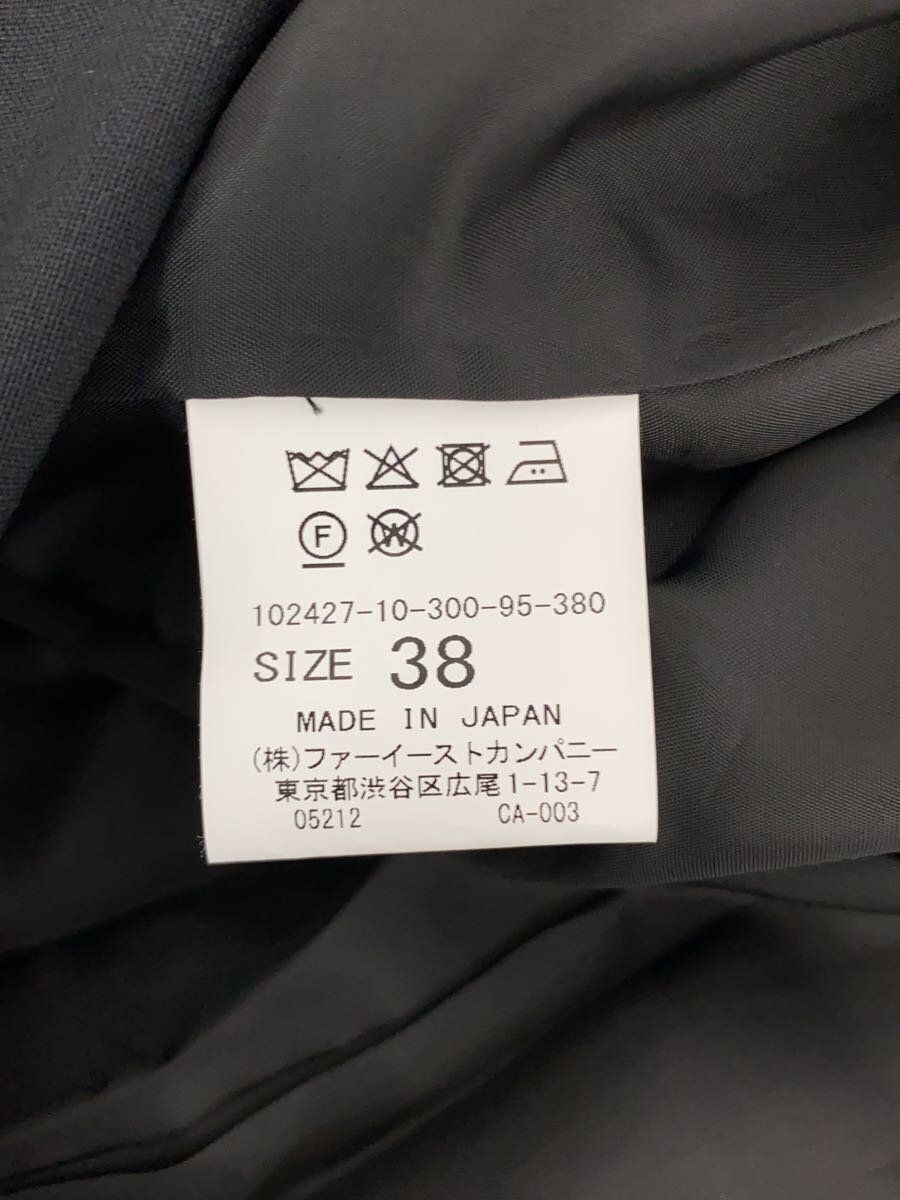 F W
102427-10-300-95-380
SIZE 38
MADE IN JAPAN
(株)ファーイーストカンパニー
東京都渋谷区広尾1-13-7
05212 CA-003